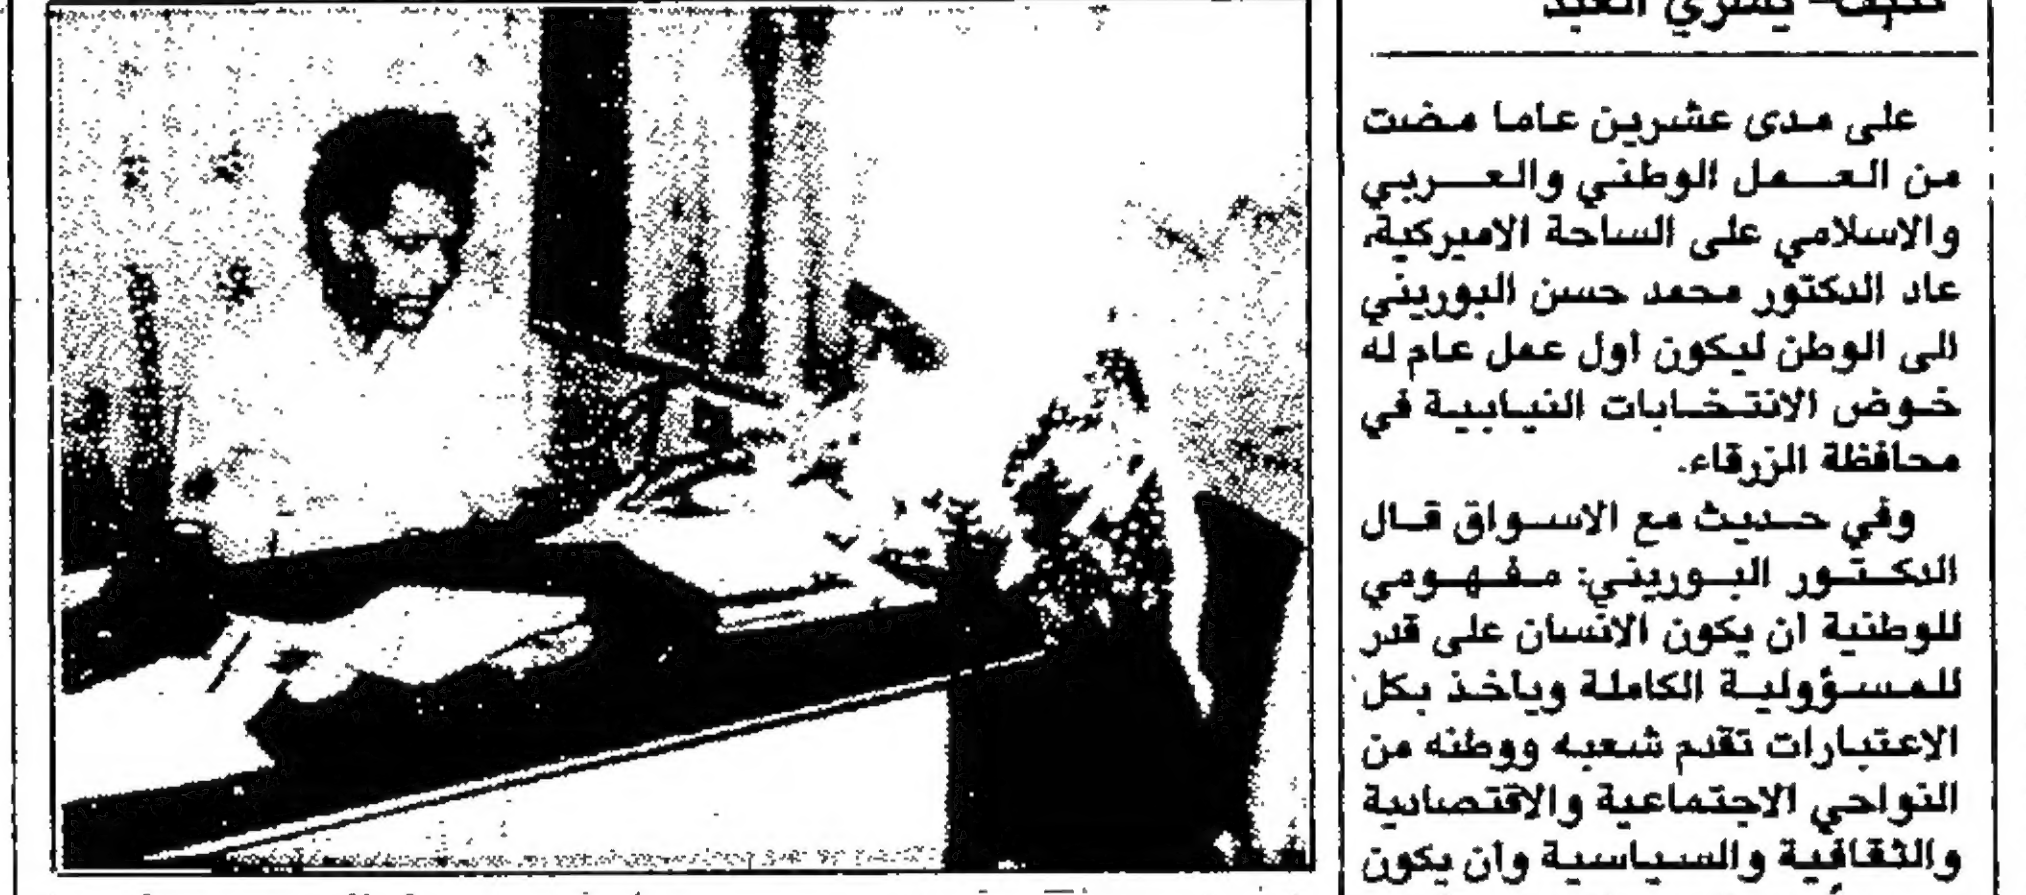 على مدى عشرين عاما مضت
من العمل الوطني والعربي
والاسلامي على الساحة الاميركية،
عاد الدكتور محمد حسن البوريني
الى الوطن ليكون اول عمل عام له
خوض الانتخابات النيابية في
محافظة الزرقاء.
وفي حديث مع الاسواق قال
الدكتور البوريني: مفهومي
للوطنية ان يكون الانسان على قدر
للمسؤولية الكاملة وياخذ بكل
الاعتبارات تقدم شعبه ووطنه من
النواحي الاجتماعية والاقتصادية
والثقافية والسياسية وان يكون